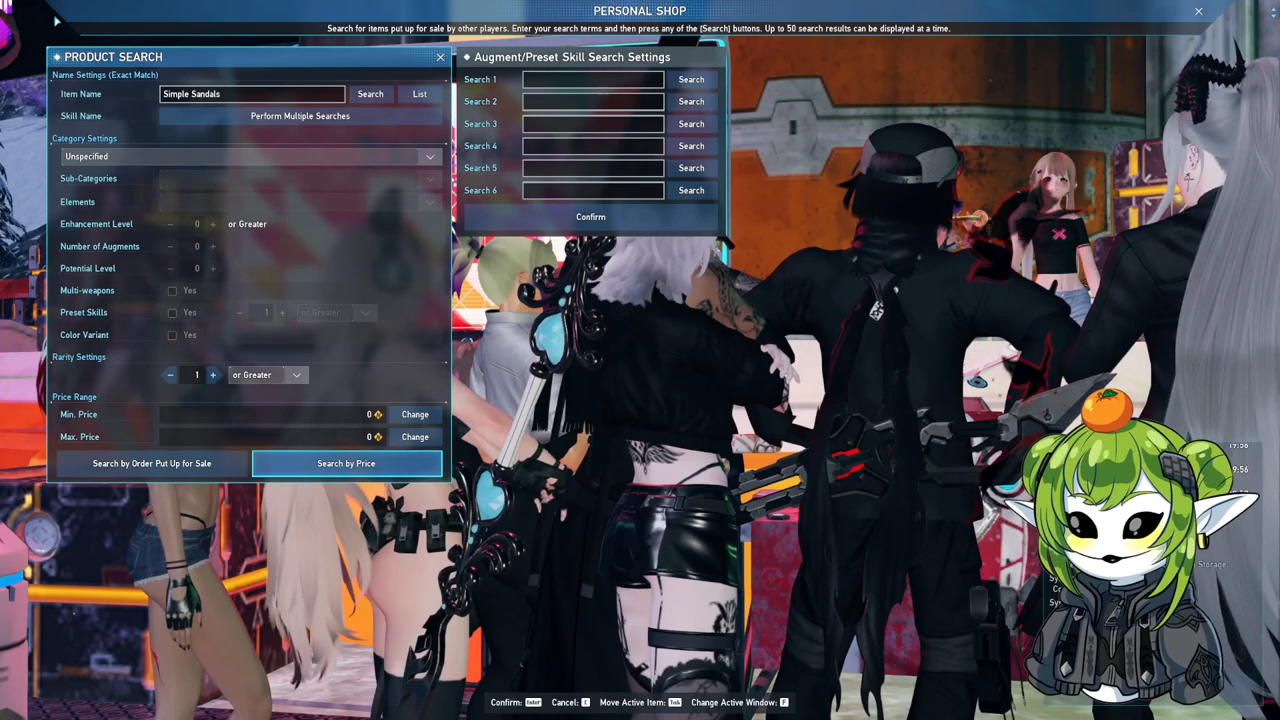 PERSONAL SHOP
Search for items put up for sale by other players. Enter your search terms and then press any of the [Search] buttons. Up to 50 search results can be displayed at a time.
PRODUCT SEARCH
Name Settings (Exact Match)
Item Name Simple Sandals Search List
Skill Name Perform Multiple Searches
Category Settings
Unspecified
Sub-Categories
Elements
Enhancement Level - 0 + or Greater
Number of Augments - 0 +
Potential Level - 0 +
Multi-weapons Yes
Preset Skills Yes - 1 + or Greater
Color Variant Yes
Rarity Settings
- 1 + or Greater
Price Range
Min. Price 0 Change
Max. Price 0 Change
Search by Order Put Up for Sale Search by Price
Augment/Preset Skill Search Settings
Search 1 Search
Search 2 Search
Search 3 Search
Search 4 Search
Search 5 Search
Search 6 Search
Confirm
9:56
Storage
Confirm: Enter Cancel: E Move Active Item: Tab Change Active Window: F